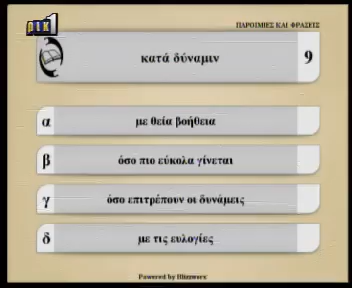 ρικ1
ΠΑΡΟΙΜΙΕΣ ΚΑΙ ΦΡΑΣΕΙΣ
κατά δύναμιν 9
α με θεία βοήθεια
β όσο πιο εύκολα γίνεται
γ όσο επιτρέπουν οι δυνάμεις
δ με τις ευλογίες
Powered by